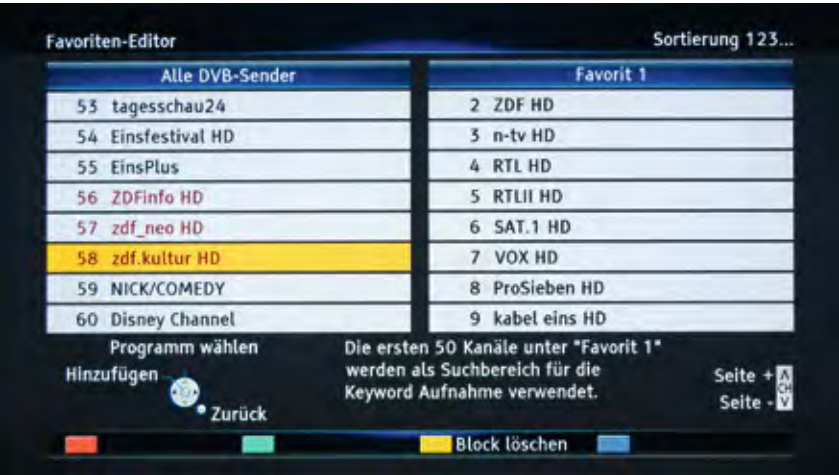 Favoriten-Editor
Sortierung 123...
Alle DVB-Sender
53 tagesschau24
54 Einsfestival HD
55 EinsPlus
56 ZDFinfo HD
57 zdf_neo HD
58 zdf.kultur HD
59 NICK/COMEDY
60 Disney Channel
Favorit 1
2 ZDF HD
3 n-tv HD
4 RTL HD
5 RTLII HD
6 SAT.1 HD
7 VOX HD
8 ProSieben HD
9 kabel eins HD
Programm wählen
Hinzufügen
Zurück
Die ersten 50 Kanäle unter "Favorit 1"
werden als Suchbereich für die
Keyword Aufnahme verwendet.
Seite +
CH
Seite -
Block löschen